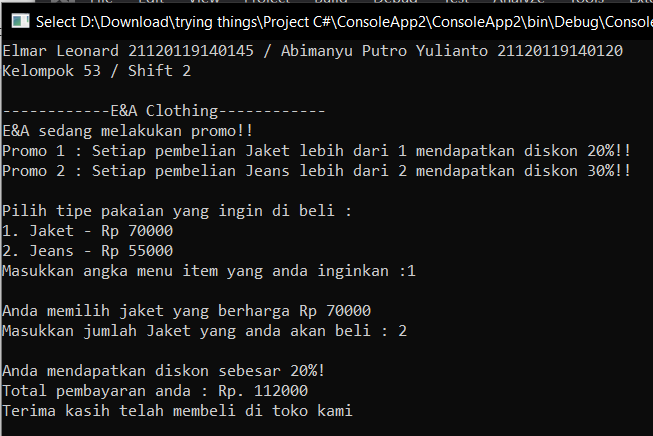 Select D:\Download\trying things\Project C#\ConsoleApp2\ConsoleApp2\bin\Debug\Conso
Elmar Leonard 21120119140145 / Abimanyu Putro Yulianto 21120119140120
Kelompok 53 / Shift 2
------------E&A Clothing------------
E&A sedang melakukan promo!!
Promo 1 : Setiap pembelian Jaket lebih dari 1 mendapatkan diskon 20%!!
Promo 2 : Setiap pembelian Jeans lebih dari 2 mendapatkan diskon 30%!!
Pilih tipe pakaian yang ingin di beli :
1. Jaket - Rp 70000
2. Jeans - Rp 55000
Masukkan angka menu item yang anda inginkan :1
Anda memilih jaket yang berharga Rp 70000
Masukkan jumlah Jaket yang anda akan beli : 2
Anda mendapatkan diskon sebesar 20%!
Total pembayaran anda : Rp. 112000
Terima kasih telah membeli di toko kami